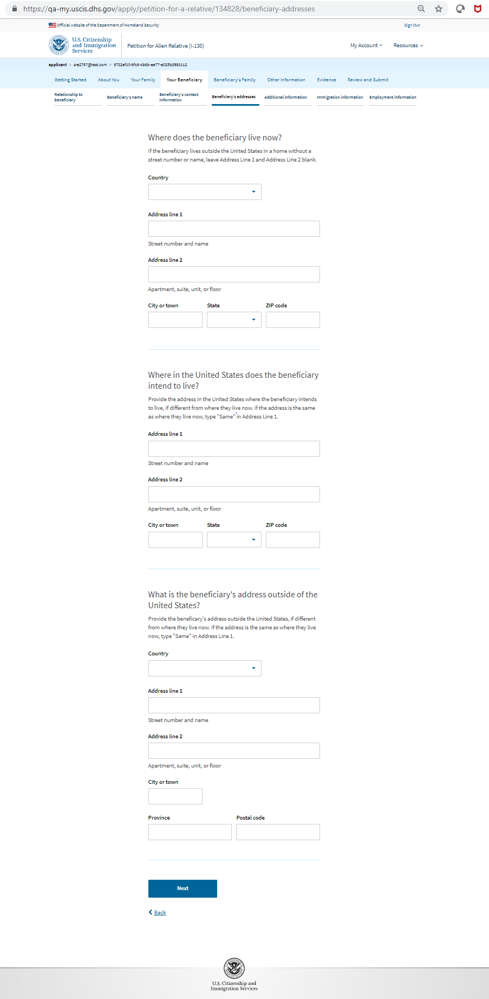 https://qa-my.uscis.dhs.gov/apply/petition-for-a-relative/134828/beneficiary-addresses
Official website of the Department of Homeland Security
Sign Out
U.S. Citizenship
and Immigration
Services
Petition for Alien Relative (I-130)
My Account
Resources
applicant > sra2797@test.com > 9732af10-6fc6-4b6b-ae77-a035b3893112
Getting Started
About You
Your Family
Your Beneficiary
Beneficiary's Family
Other Information
Evidence
Review and Submit
Relationship to
beneficiary
Beneficiary's name
Beneficiary's contact
information
Beneficiary's addresses
Additional information
Immigration information
Employment information
Where does the beneficiary live now?
If the beneficiary lives outside the United States in a home without a
street number or name, leave Address Line 1 and Address Line 2 blank.
Country
Address line 1
Street number and name
Address line 2
Apartment, suite, unit, or floor
City or town
State
ZIP code
Where in the United States does the beneficiary
intend to live?
Provide the address in the United States where the beneficiary intends
to live, if different from where they live now. If the address is the same
as where they live now, type "Same" in Address Line 1.
Address line 1
Street number and name
Address line 2
Apartment, suite, unit, or floor
City or town
State
ZIP code
What is the beneficiary's address outside of the
United States?
Provide the beneficary's address outside the United States, if different
from where they live now. If the address is the same as where they live
now, type "Same" in Address Line 1.
Country
Address line 1
Street number and name
Address line 2
Apartment, suite, unit, or floor
City or town
Province
Postal code
Next
Back
U.S. Citizenship and
Immigration Services